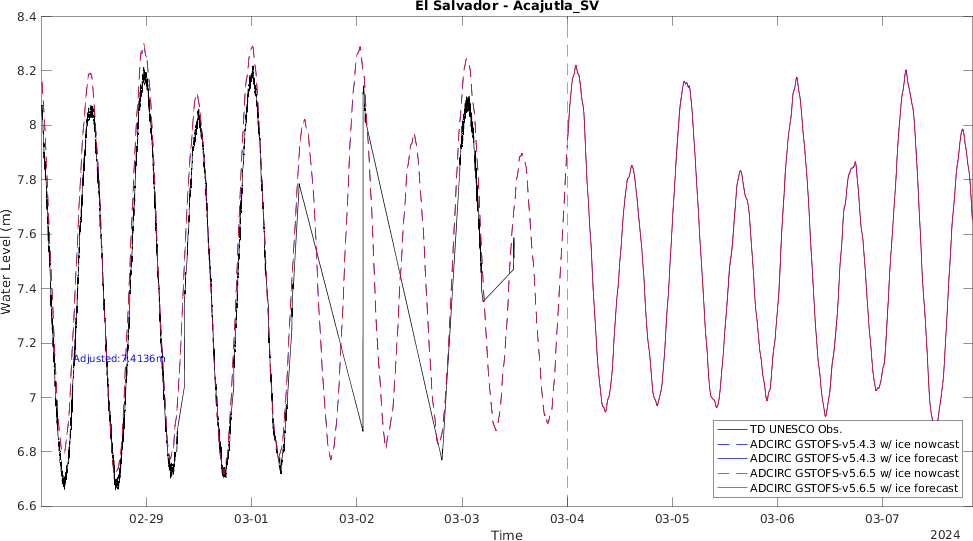 El Salvador - Acajutla_SV
8.4
8.2
8
7.8
7.6
7.4
7.2
7
6.8
6.6
Water Level (m)
Adjusted:7.4136m
TD UNESCO Obs.
ADCIRC GSTOFS-v5.4.3 w/ ice nowcast
ADCIRC GSTOFS-v5.4.3 w/ ice forecast
ADCIRC GSTOFS-v5.6.5 w/ ice nowcast
ADCIRC GSTOFS-v5.6.5 w/ ice forecast
02-29 03-01 03-02 03-03 03-04 03-05 03-06 03-07
Time
2024